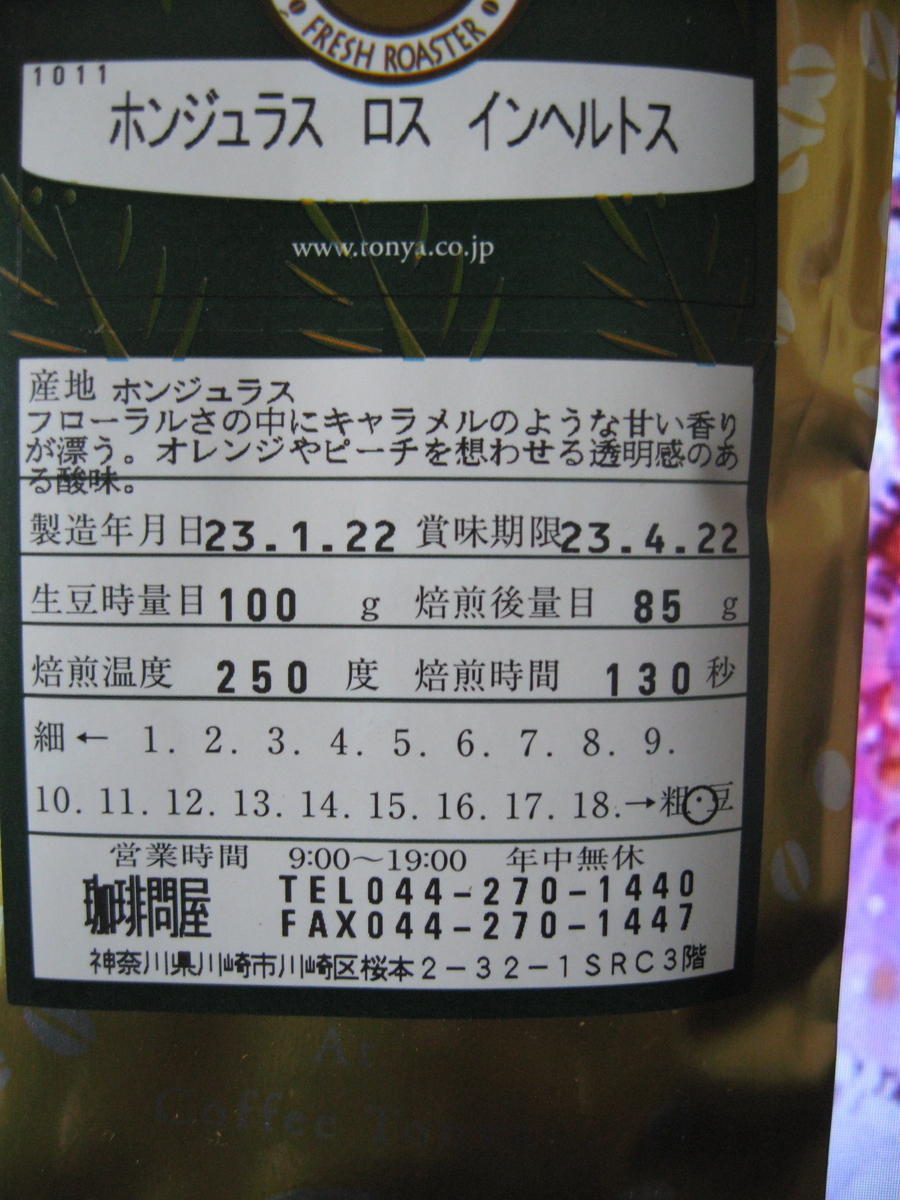 FRESH ROASTER
1011
ホンジュラス ロス インヘルトス
www.tonya.co.jp
産地 ホンジュラス
フローラルさの中にキャラメルのような甘い香り
が漂う。オレンジやピーチを想わせる透明感のあ
る酸味。
製造年月日23.1.22 賞味期限23.4.22
生豆時量目 100 g 焙煎後量目 85 g
焙煎温度 250 度 焙煎時間 130 秒
細← 1. 2. 3. 4. 5. 6. 7. 8. 9.
10. 11. 12. 13. 14. 15. 16. 17. 18. →粗・豆
営業時間 9:00～19:00 年中無休
珈琲問屋 TEL044-270-1440
FAX044-270-1447
神奈川県川崎市川崎区桜本2-32-1SRC3階
Coffee